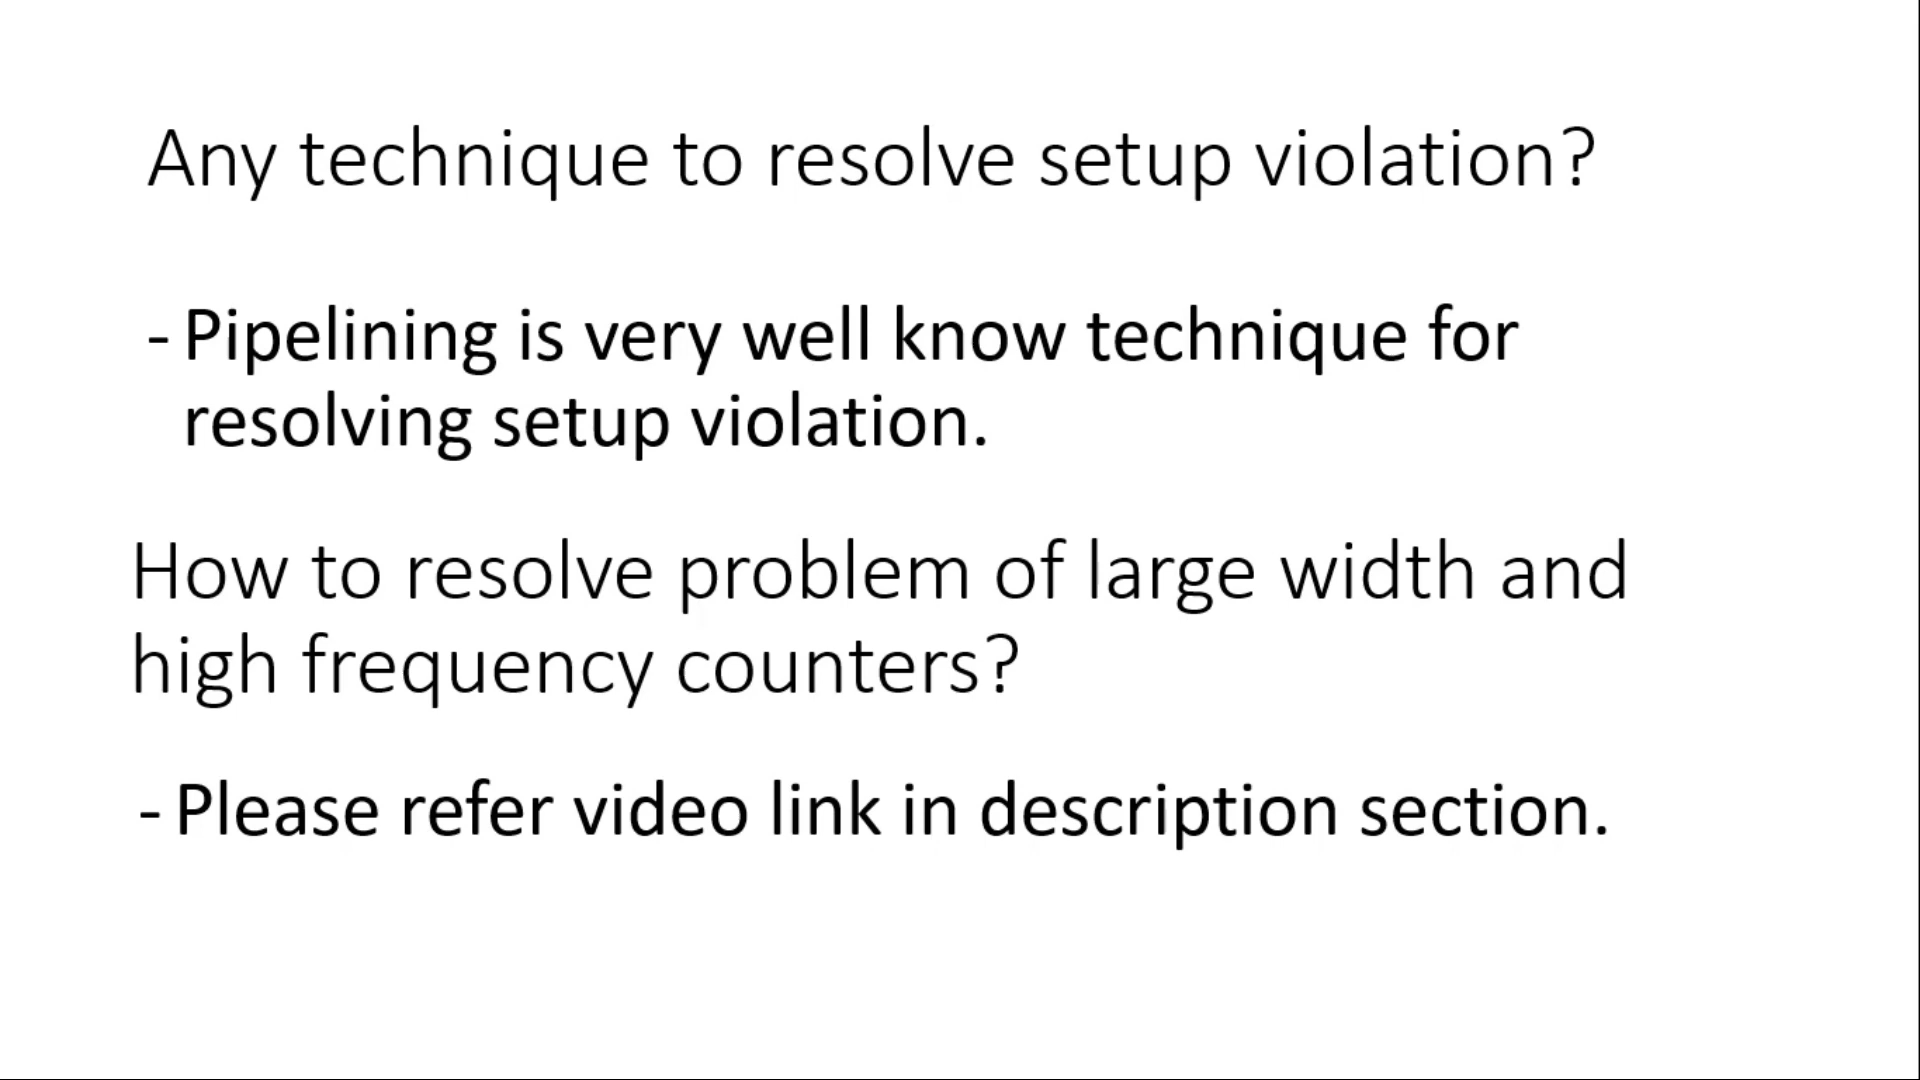 Any technique to resolve setup violation?
- Pipelining is very well know technique for
resolving setup violation.
How to resolve problem of large width and
high frequency counters?
- Please refer video link in description section.